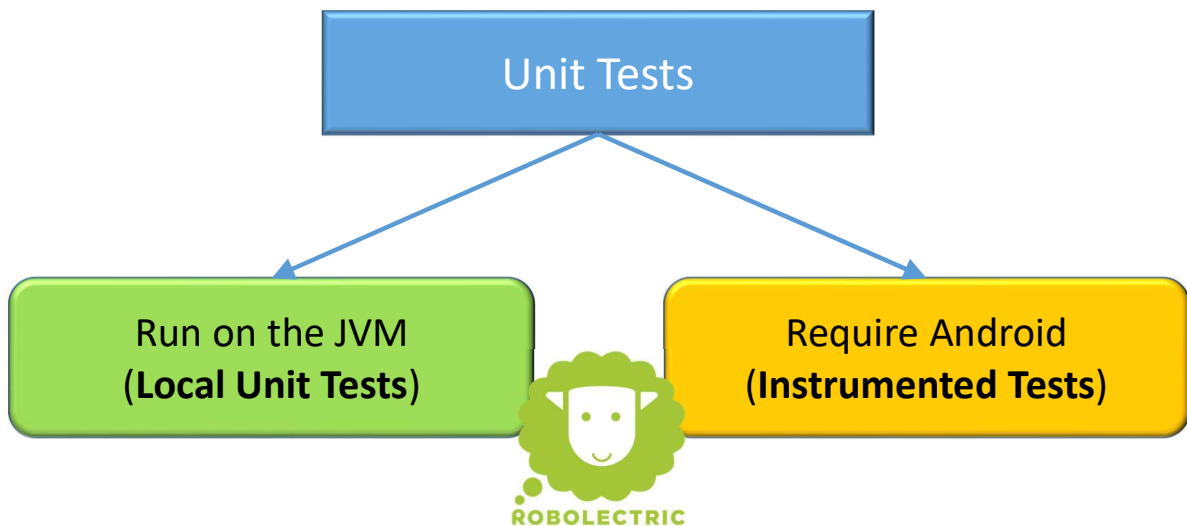 Unit Tests
Run on the JVM
(Local Unit Tests)
Require Android
(Instrumented Tests)
ROBOLECTRIC